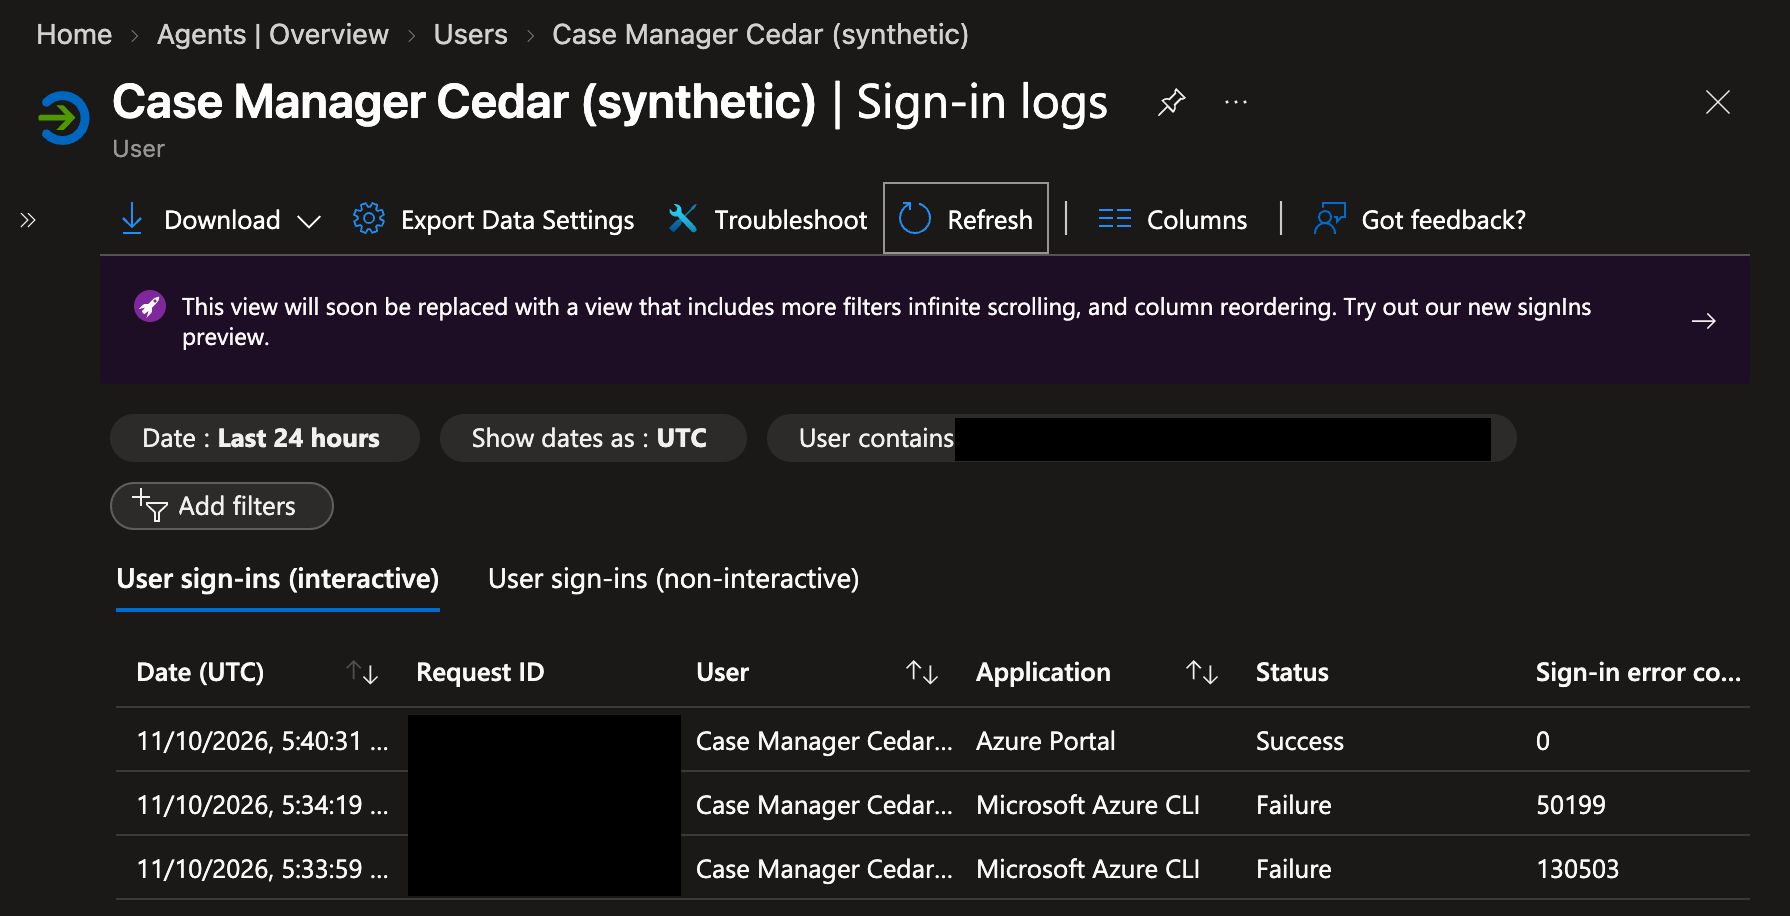 Home > Agents | Overview > Users > Case Manager Cedar (synthetic)
Case Manager Cedar (synthetic) | Sign-in logs ...
User
Download Export Data Settings Troubleshoot Refresh Columns Got feedback?
This view will soon be replaced with a view that includes more filters infinite scrolling, and column reordering. Try out our new signIns
preview.
Date : Last 24 hours Show dates as : UTC User contains
Add filters
User sign-ins (interactive) User sign-ins (non-interactive)
Date (UTC) Request ID User Application Status Sign-in error co...
11/10/2026, 5:40:31 ... Case Manager Cedar... Azure Portal Success 0
11/10/2026, 5:34:19 ... Case Manager Cedar... Microsoft Azure CLI Failure 50199
11/10/2026, 5:33:59 ... Case Manager Cedar... Microsoft Azure CLI Failure 130503